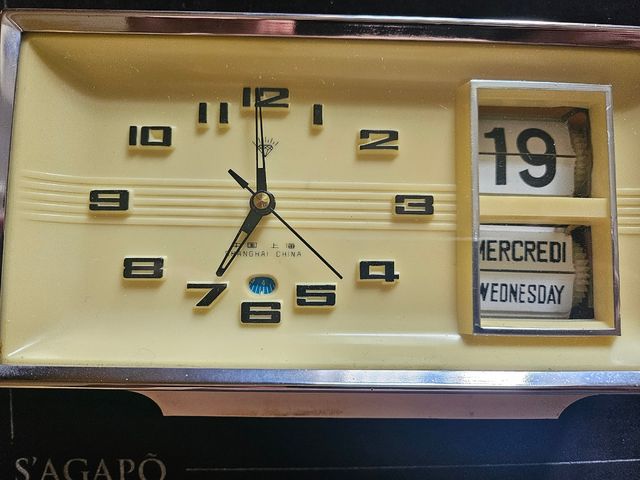 12
11
1
10
2
9
3
中国 上海
SHANGHAI CHINA
8
4
7
5
6
19
MERCREDI
WEDNESDAY
S'AGAPÕ